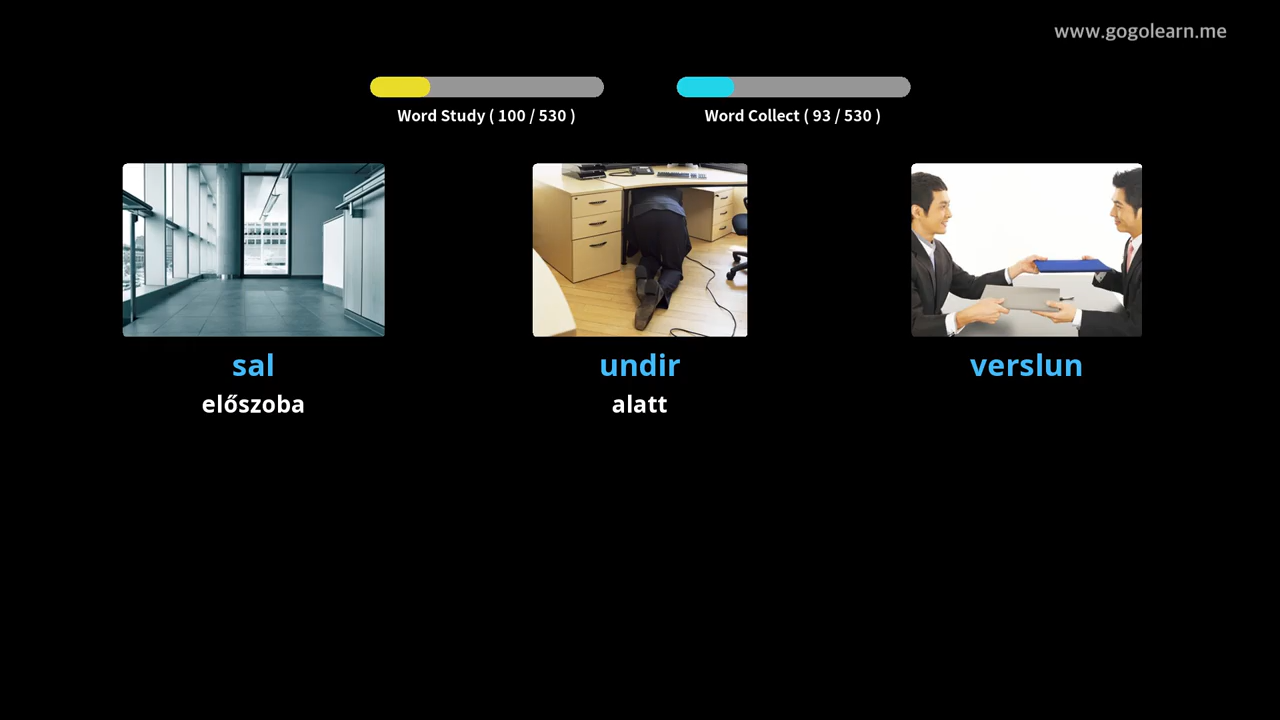 www.gogolearn.me
Word Study ( 100 / 530 )
Word Collect ( 93 / 530 )
sal
undir
verslun
előszoba
alatt